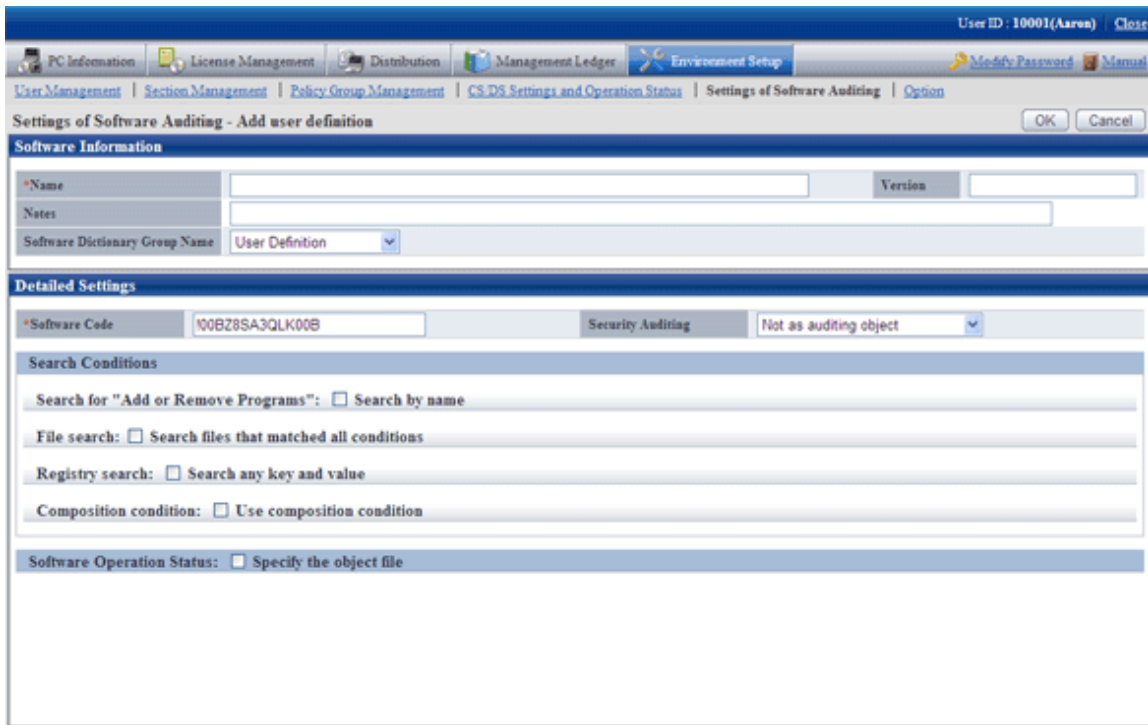 User ID : 10001(Aaron) Close
PC Information License Management Distribution Management Ledger Environment Setup Modify Password Manual
User Management | Section Management | Policy Group Management | CS/DS Settings and Operation Status | Settings of Software Auditing | Option
Settings of Software Auditing - Add user definition OK Cancel
Software Information
*Name Version
Notes
Software Dictionary Group Name User Definition
Detailed Settings
*Software Code Security Auditing Not as auditing object
Search Conditions
Search for "Add or Remove Programs": Search by name
File search: Search files that matched all conditions
Registry search: Search any key and value
Composition condition: Use composition condition
Software Operation Status: Specify the object file